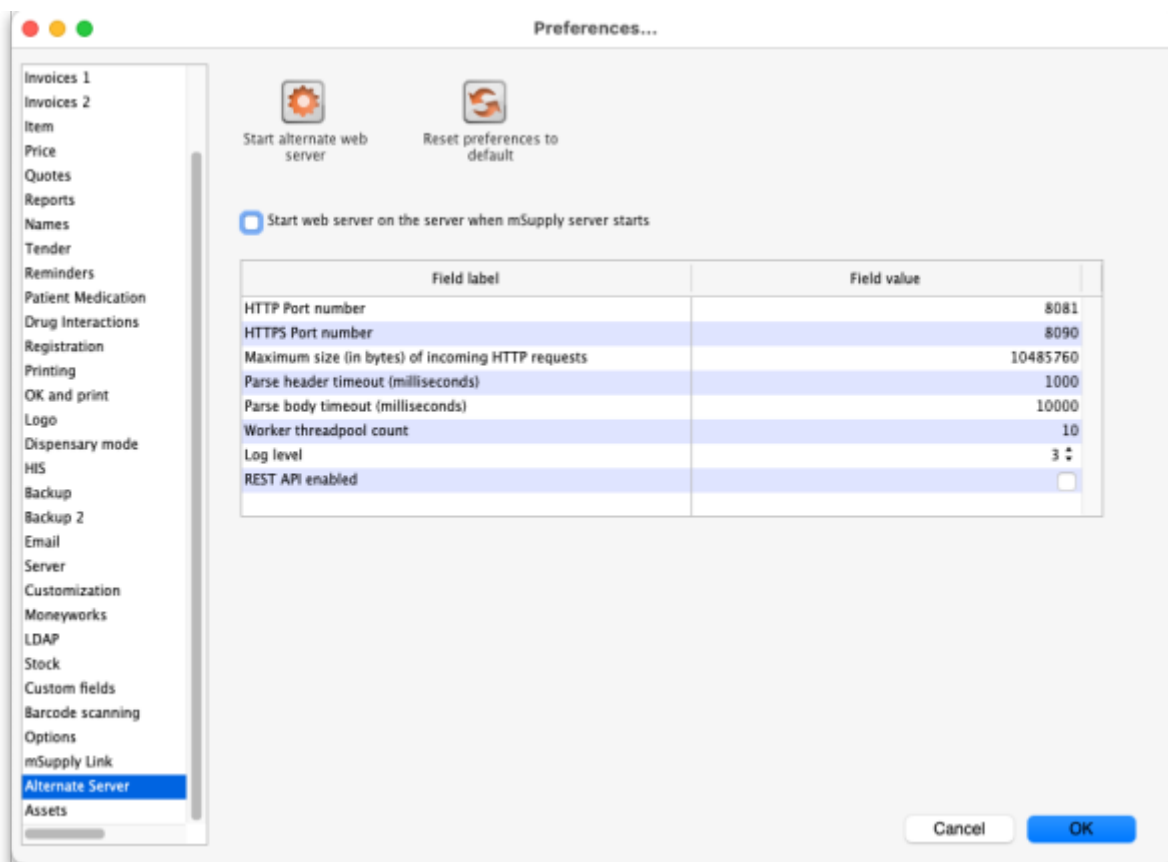 Preferences...
Invoices 1
Invoices 2
Item
Price
Quotes
Reports
Names
Tender
Reminders
Patient Medication
Drug Interactions
Registration
Printing
OK and print
Logo
Dispensary mode
HIS
Backup
Backup 2
Email
Server
Customization
Moneyworks
LDAP
Stock
Custom fields
Barcode scanning
Options
mSupply Link
Alternate Server
Assets
Start alternate web
server
Reset preferences to
default
Start web server on the server when mSupply server starts
Field label Field value
HTTP Port number 8081
HTTPS Port number 8090
Maximum size (in bytes) of incoming HTTP requests 10485760
Parse header timeout (milliseconds) 1000
Parse body timeout (milliseconds) 10000
Worker threadpool count 10
Log level 3
REST API enabled
Cancel OK